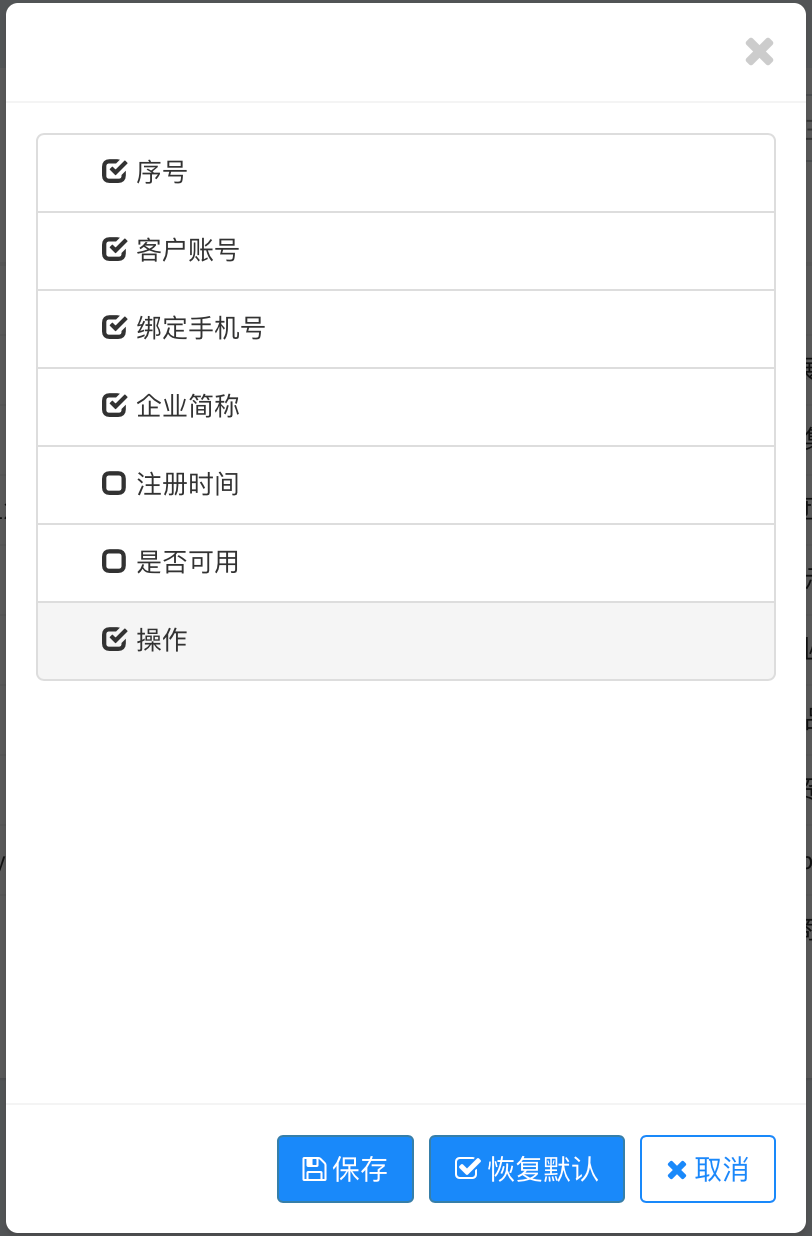 序号
客户账号
绑定手机号
企业简称
注册时间
是否可用
操作
保存 恢复默认 取消